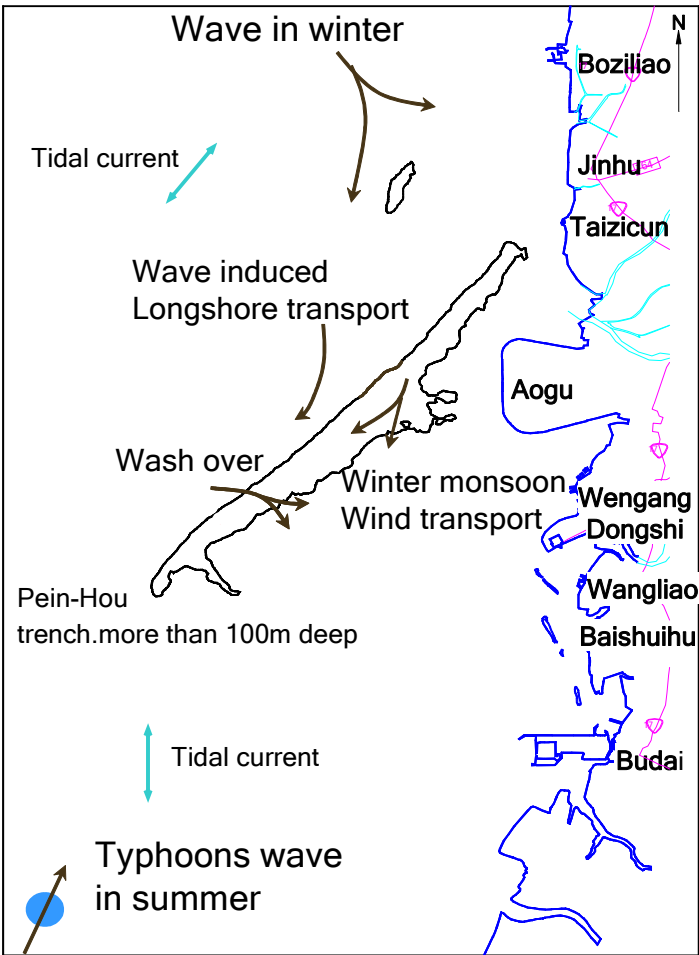 Wave in winter
N
Boziliao
Tidal current
Jinhu
Taizicun
Wave induced
Longshore transport
Aogu
Wash over
Winter monsoon
Wind transport
Wengang
Dongshi
Pein-Hou
trench.more than 100m deep
Wangliao
Baishuihu
Tidal current
Budai
Typhoons wave
in summer